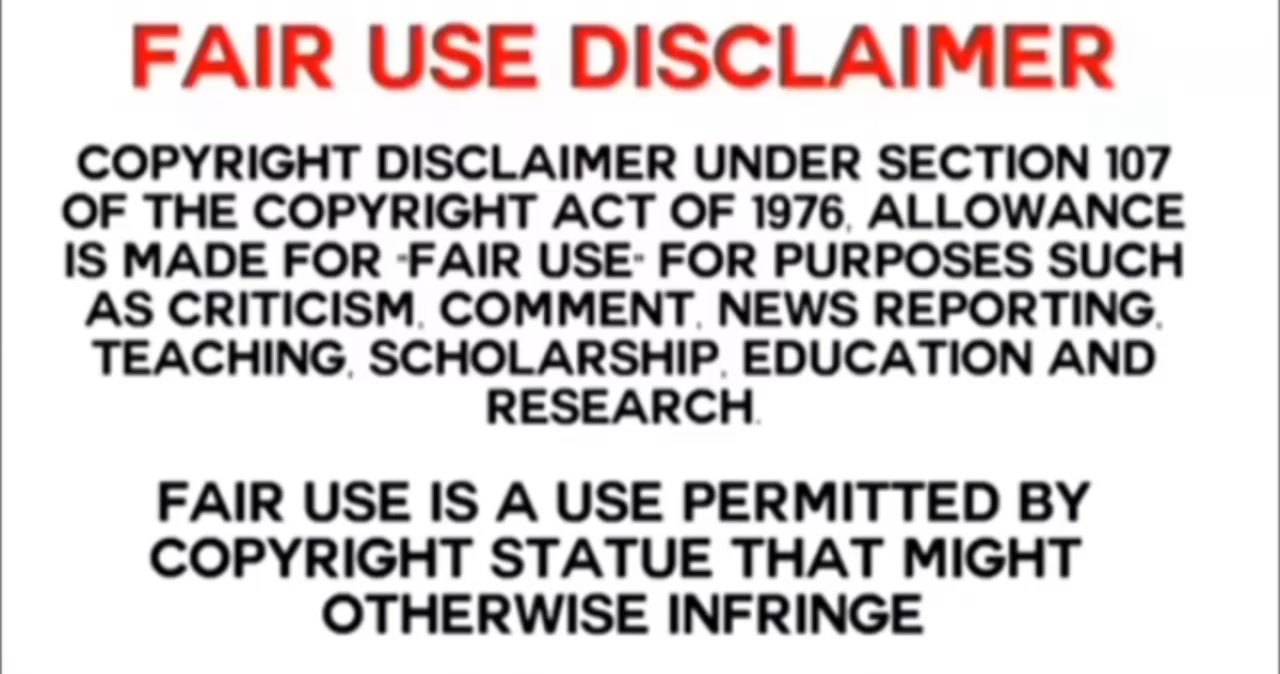 FAIR USE DISCLAIMER
COPYRIGHT DISCLAIMER UNDER SECTION 107
OF THE COPYRIGHT ACT OF 1976, ALLOWANCE
IS MADE FOR "FAIR USE" FOR PURPOSES SUCH
AS CRITICISM, COMMENT, NEWS REPORTING,
TEACHING, SCHOLARSHIP, EDUCATION AND
RESEARCH.
FAIR USE IS A USE PERMITTED BY
COPYRIGHT STATUE THAT MIGHT
OTHERWISE INFRINGE